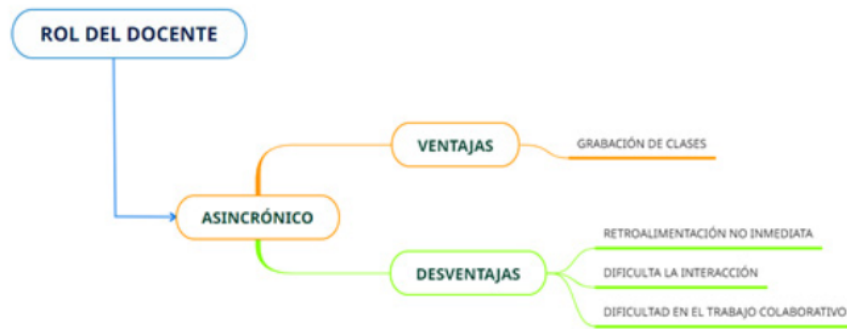 ROL DEL DOCENTE
VENTAJAS
GRABACIÓN DE CLASES
ASINCRÓNICO
RETROALIMENTACIÓN NO INMEDIATA
DESVENTAJAS
DIFICULTA LA INTERACCIÓN
DIFICULTAD EN EL TRABAJO COLABORATIVO